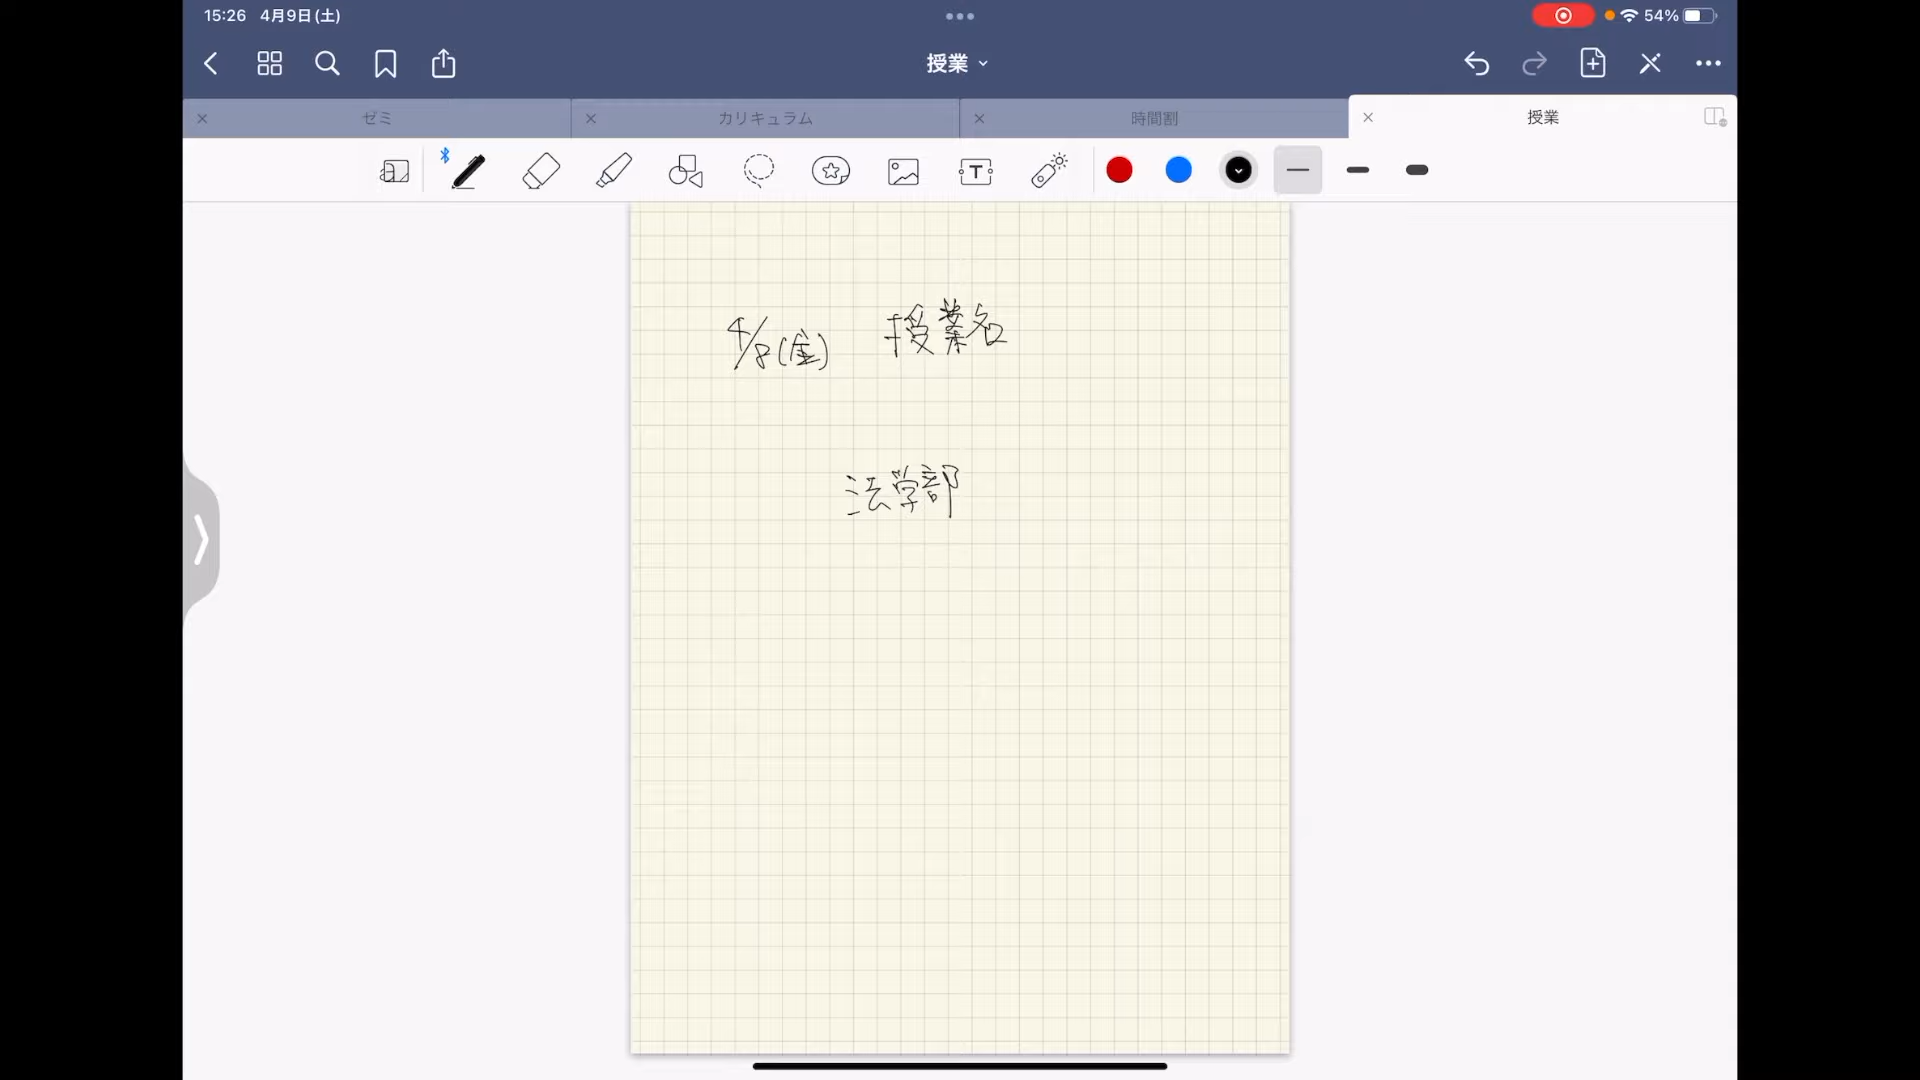 15:26 4月9日(土) 54%
授業
ゼミ カリキュラム 時間割 授業
4/8(金) 授業名
法学部